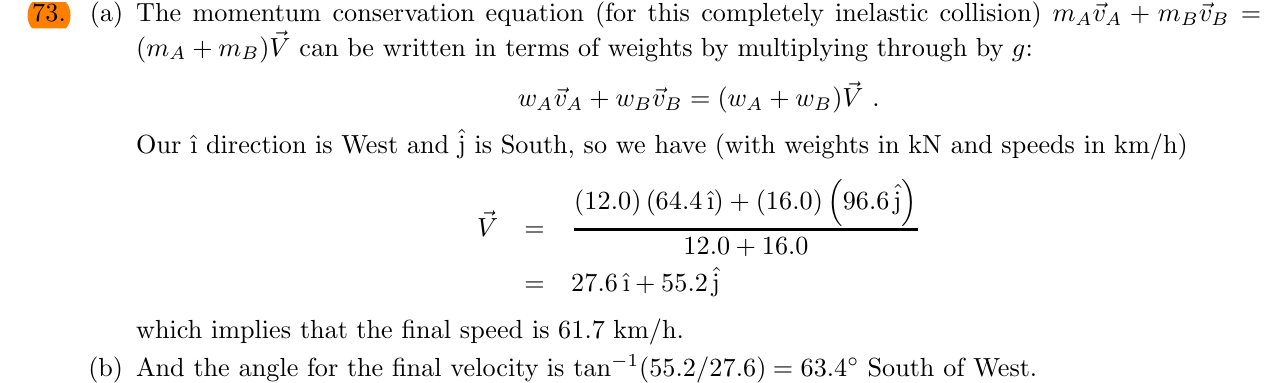 73. (a) The momentum conservation equation (for this completely inelastic collision) m_A v⃗_A + m_B v⃗_B =
(m_A + m_B)V⃗ can be written in terms of weights by multiplying through by g:
w_A v⃗_A + w_B v⃗_B = (w_A + w_B)V⃗ .
Our î direction is West and ĵ is South, so we have (with weights in kN and speeds in km/h)
V⃗ = ((12.0) (64.4 î) + (16.0) (96.6 ĵ)) / (12.0 + 16.0)
= 27.6 î + 55.2 ĵ
which implies that the final speed is 61.7 km/h.
(b) And the angle for the final velocity is tan⁻¹(55.2/27.6) = 63.4° South of West.